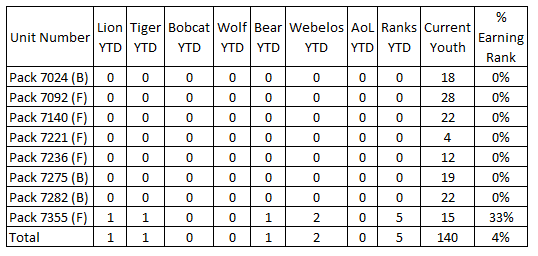 Unit Number Lion YTD Tiger YTD Bobcat YTD Wolf YTD Bear YTD Webelos YTD AoL YTD Ranks YTD Current Youth % Earning Rank
Pack 7024 (B) 0 0 0 0 0 0 0 0 18 0%
Pack 7092 (F) 0 0 0 0 0 0 0 0 28 0%
Pack 7140 (F) 0 0 0 0 0 0 0 0 22 0%
Pack 7221 (F) 0 0 0 0 0 0 0 0 4 0%
Pack 7236 (F) 0 0 0 0 0 0 0 0 12 0%
Pack 7275 (B) 0 0 0 0 0 0 0 0 19 0%
Pack 7282 (B) 0 0 0 0 0 0 0 0 22 0%
Pack 7355 (F) 1 1 0 0 1 2 0 5 15 33%
Total 1 1 0 0 1 2 0 5 140 4%